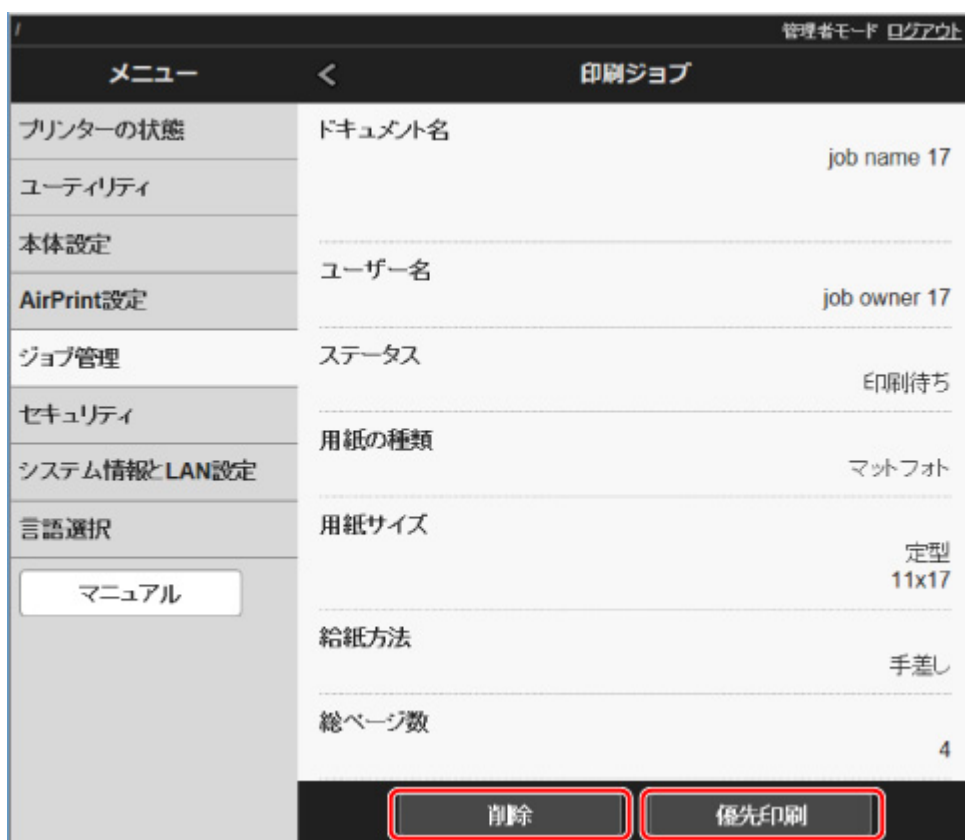 /
管理者モード ログアウト
メニュー
< 印刷ジョブ
プリンターの状態
ユーティリティ
本体設定
AirPrint設定
ジョブ管理
セキュリティ
システム情報とLAN設定
言語選択
マニュアル
ドキュメント名
job name 17
ユーザー名
job owner 17
ステータス
印刷待ち
用紙の種類
マットフォト
用紙サイズ
定型
11x17
給紙方法
手差し
総ページ数
4
削除
優先印刷